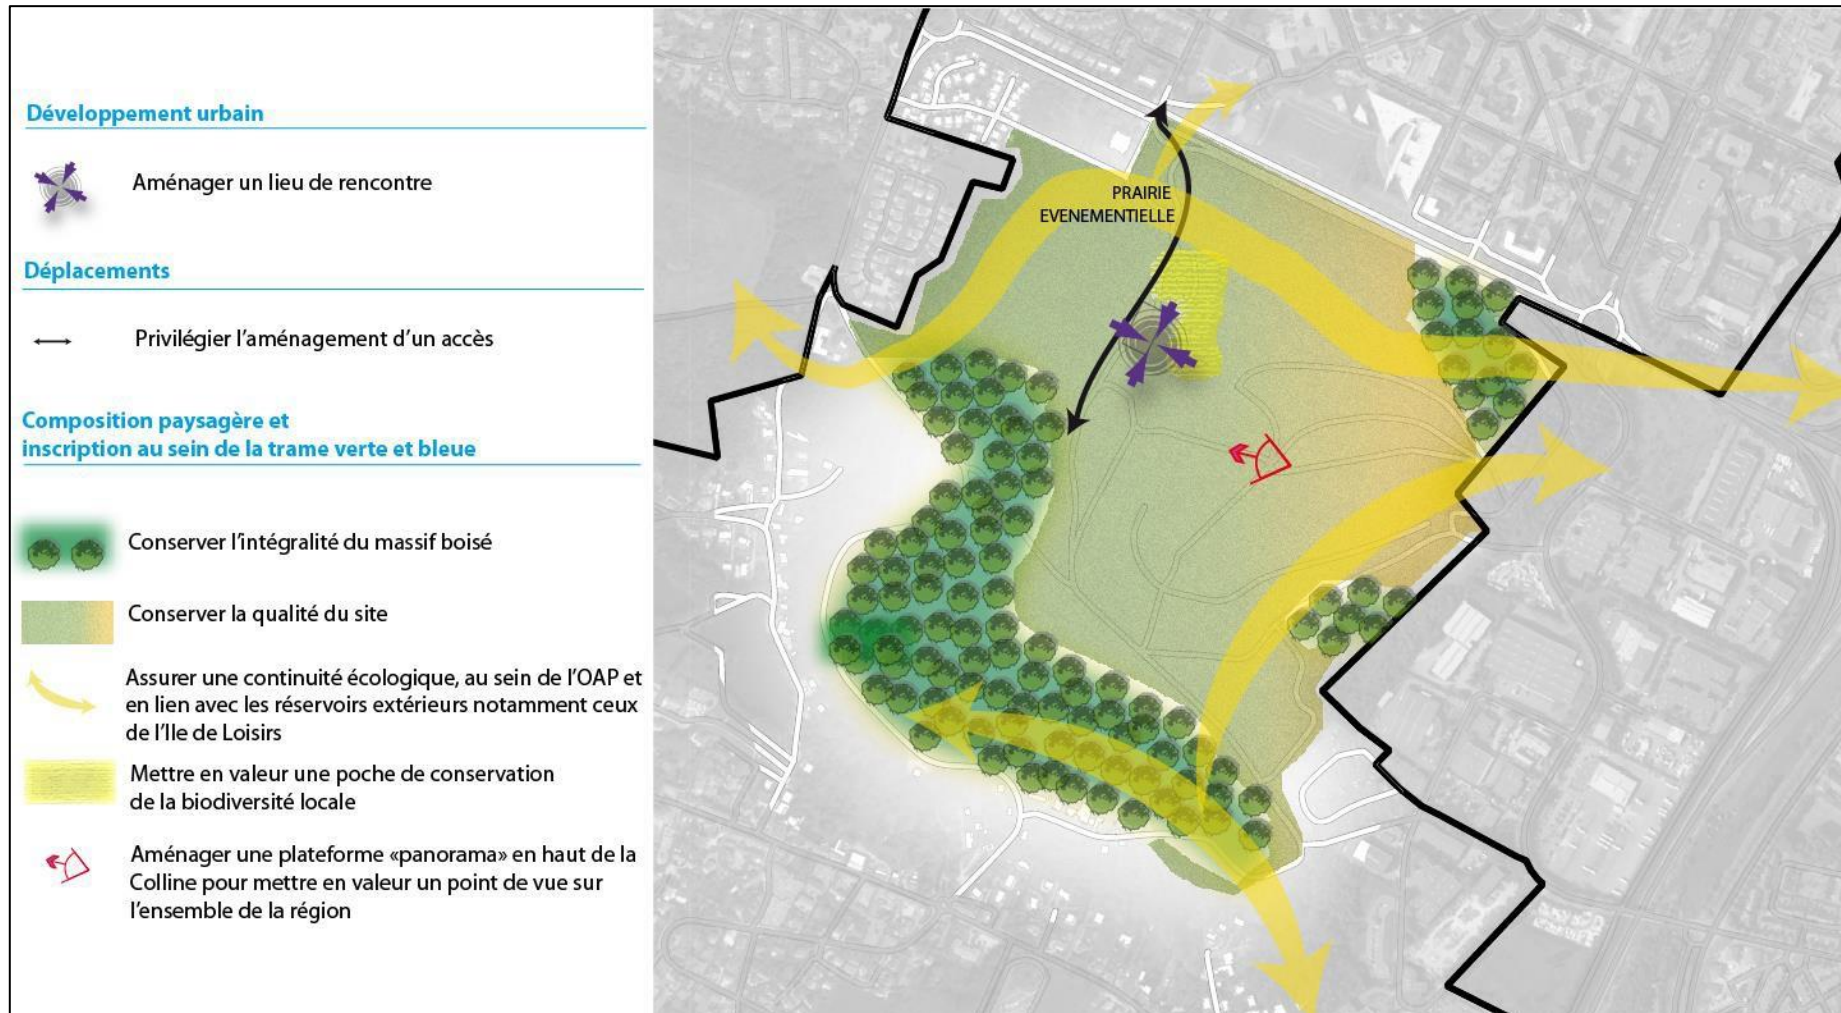 Développement urbain
Aménager un lieu de rencontre
Déplacements
Privilégier l'aménagement d'un accès
Composition paysagère et
inscription au sein de la trame verte et bleue
Conserver l'intégralité du massif boisé
Conserver la qualité du site
Assurer une continuité écologique, au sein de l'OAP et
en lien avec les réservoirs extérieurs notamment ceux
de l'Ile de Loisirs
Mettre en valeur une poche de conservation
de la biodiversité locale
Aménager une plateforme «panorama» en haut de la
Colline pour mettre en valeur un point de vue sur
l'ensemble de la région
PRAIRIE
EVENEMENTIELLE